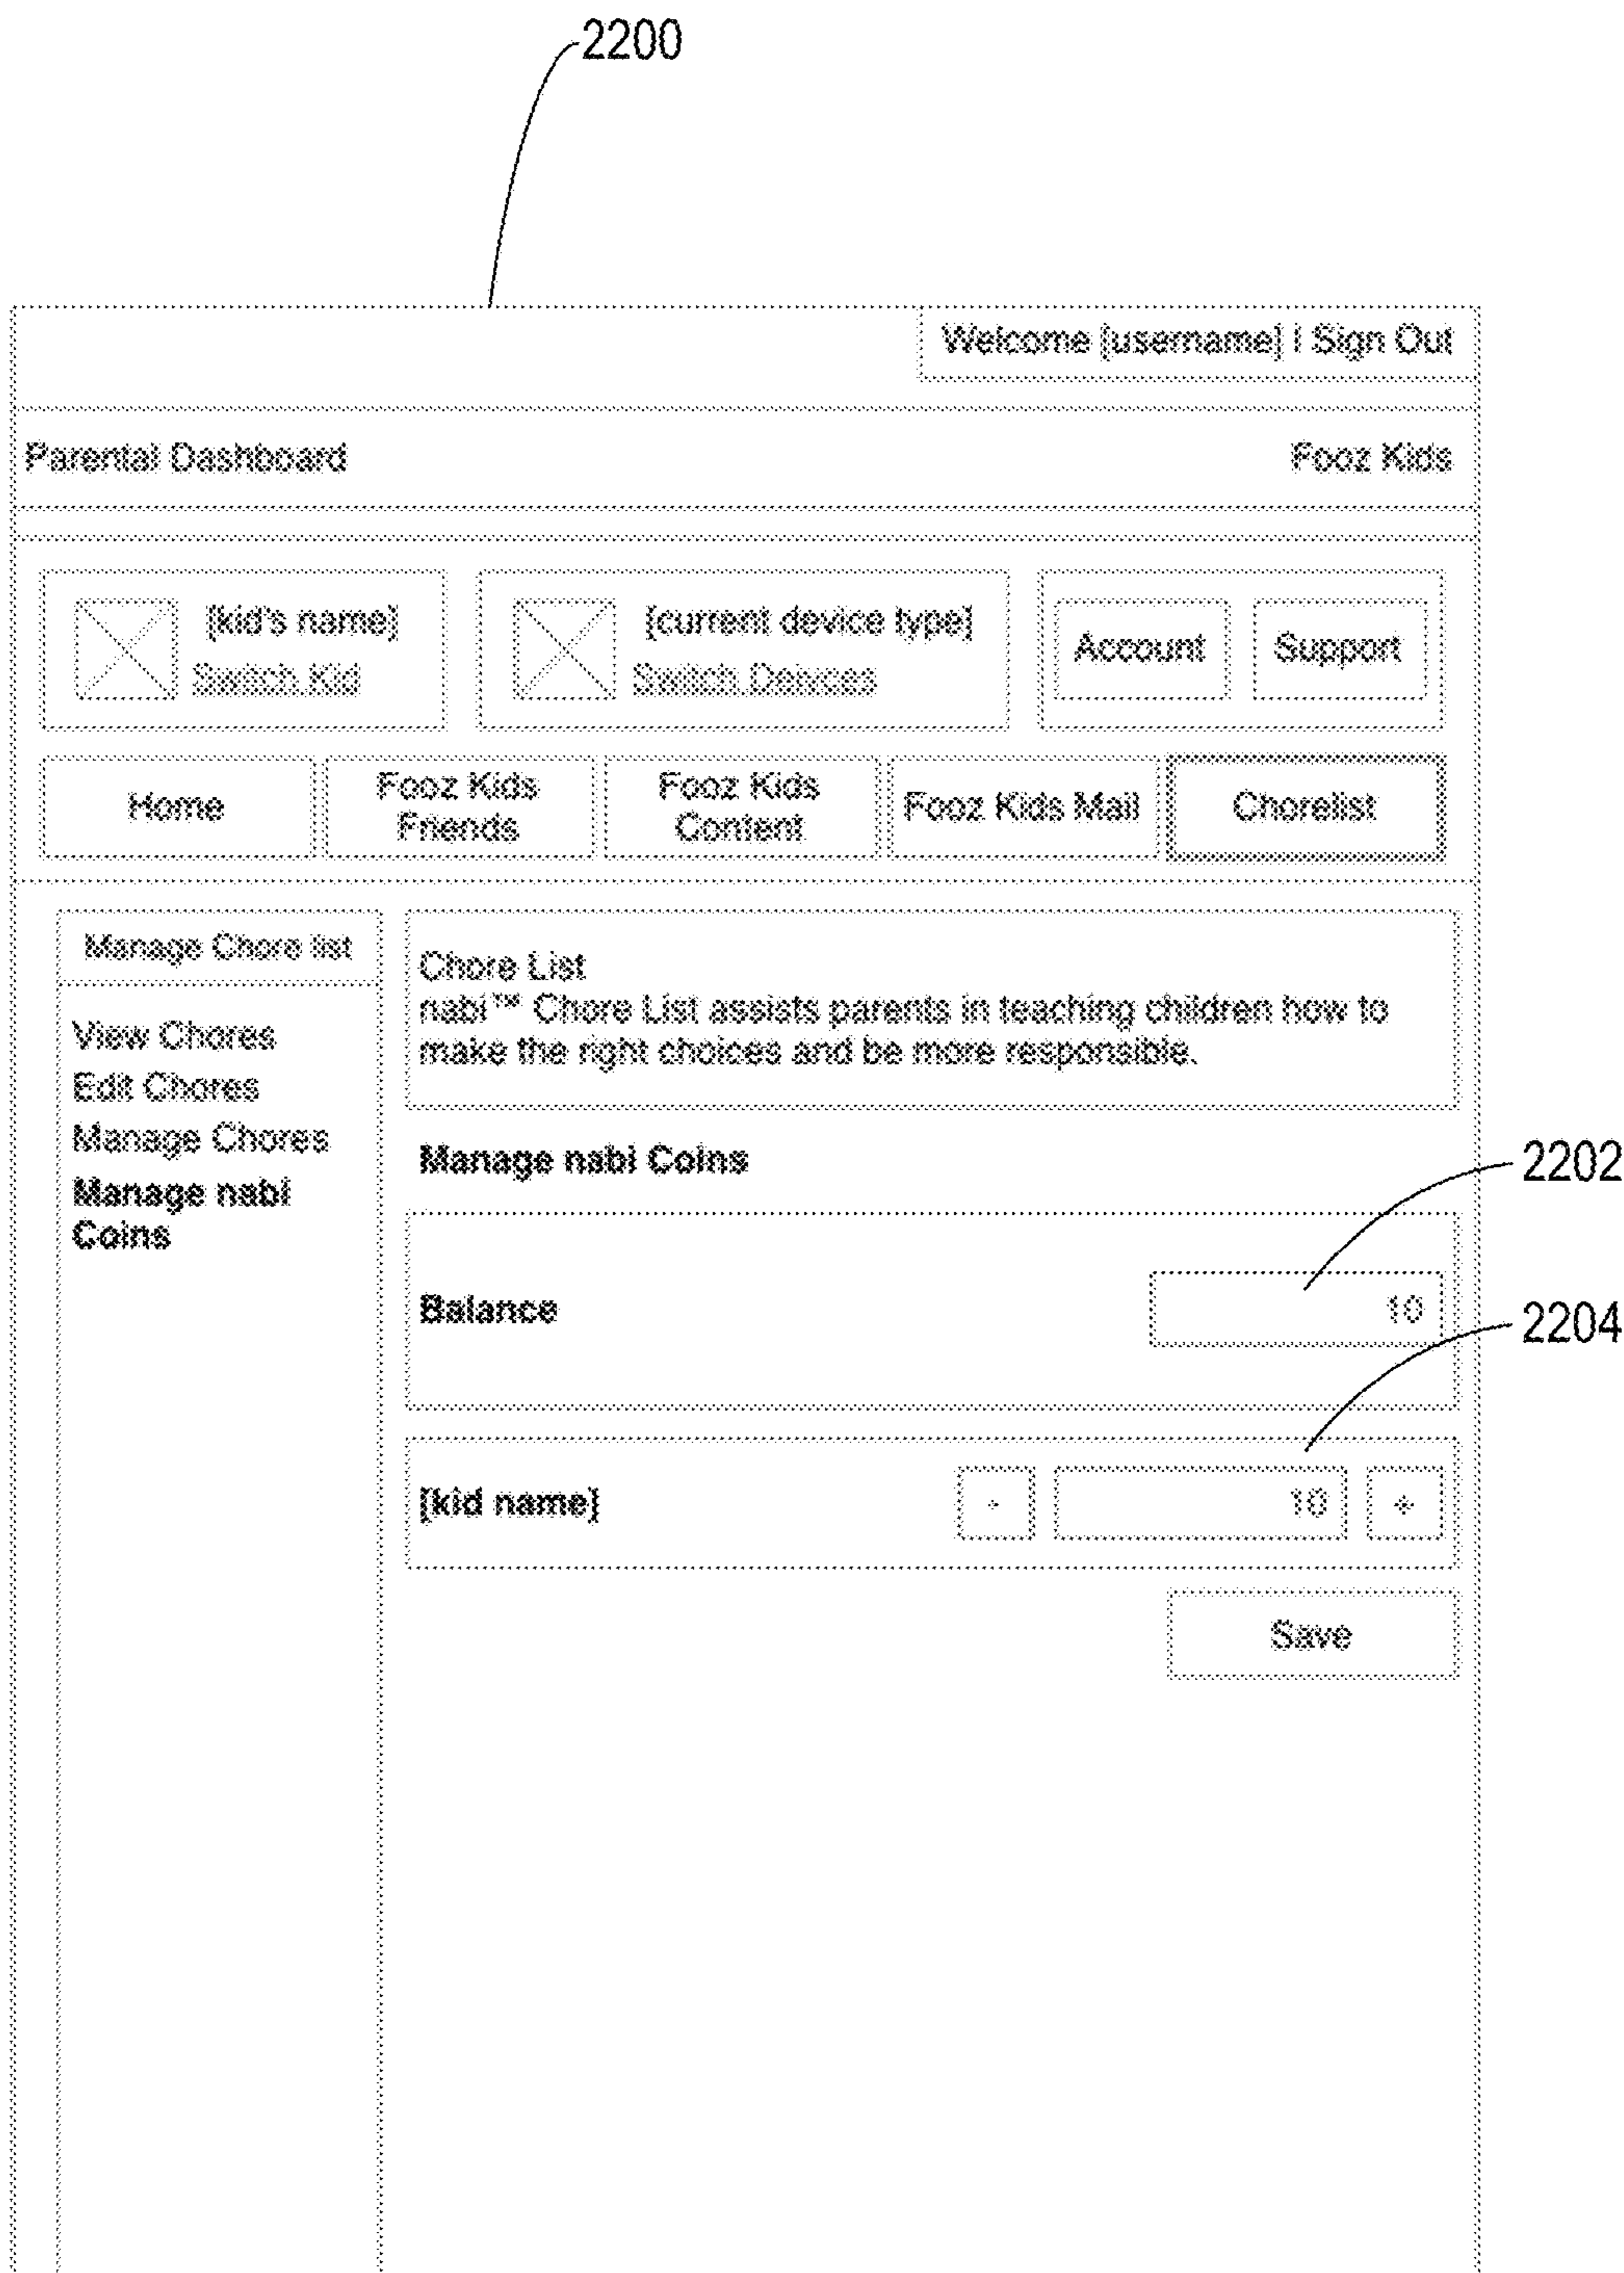 2200
Welcome [username] | Sign Out
Parental Dashboard
Fooz Kids
[kid's name]
Switch Kid
[current device type]
Switch Deivces
Account
Support
Home
Fooz Kids
Friends
Fooz Kids
Content
Fooz Kids Mail
Chorelist
Manage Chore list
View Chores
Edit Chores
Manage Chores
Manage nabi
Coins
Chore List
nabi™ Chore List assists parents in teaching children how to
make the right choices and be more responsible.
Manage nabi Coins
2202
Balance
10
2204
[kid name]
-
10
+
Save